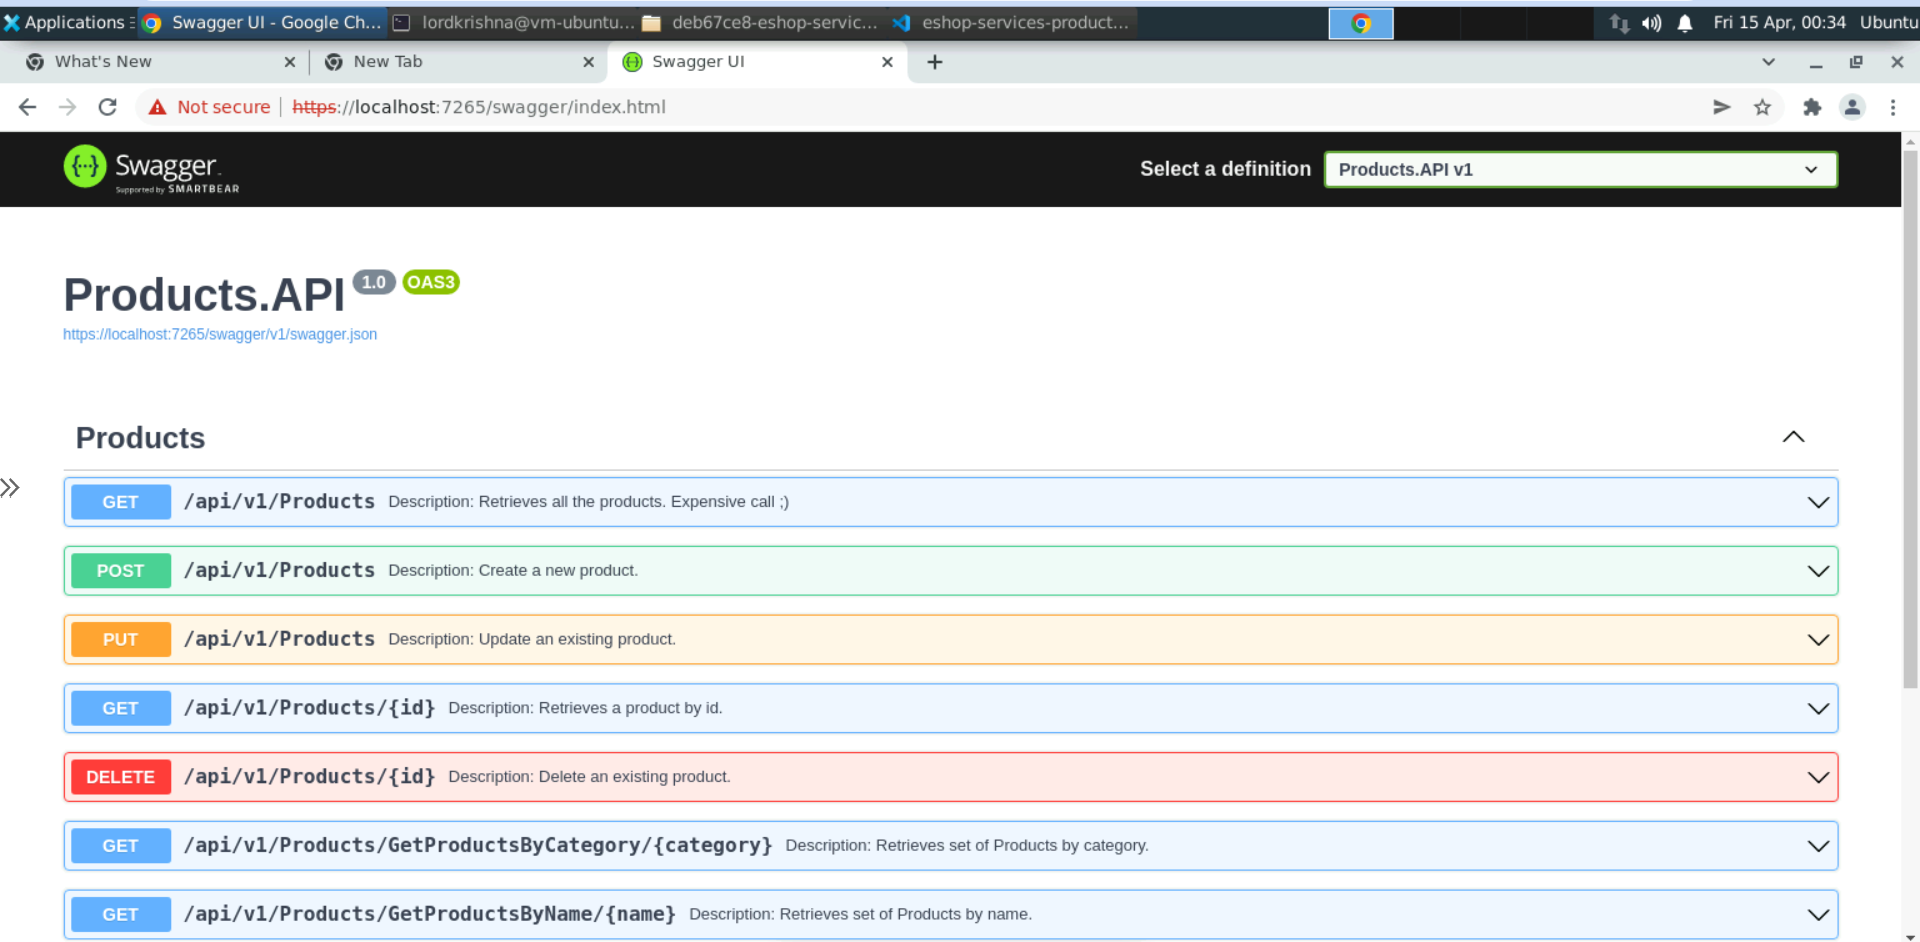 Applications Swagger UI - Google Ch... lordkrishna@vm-ubuntu... deb67ce8-eshop-servic... eshop-services-product... Fri 15 Apr, 00:34 Ubuntu
What's New New Tab Swagger UI
Not secure https://localhost:7265/swagger/index.html
{...} Swagger. Select a definition Products.API v1
Supported by SMARTBEAR
Products.API 1.0 OAS3
https://localhost:7265/swagger/v1/swagger.json
Products
GET /api/v1/Products Description: Retrieves all the products. Expensive call ;)
POST /api/v1/Products Description: Create a new product.
PUT /api/v1/Products Description: Update an existing product.
GET /api/v1/Products/{id} Description: Retrieves a product by id.
DELETE /api/v1/Products/{id} Description: Delete an existing product.
GET /api/v1/Products/GetProductsByCategory/{category} Description: Retrieves set of Products by category.
GET /api/v1/Products/GetProductsByName/{name} Description: Retrieves set of Products by name.